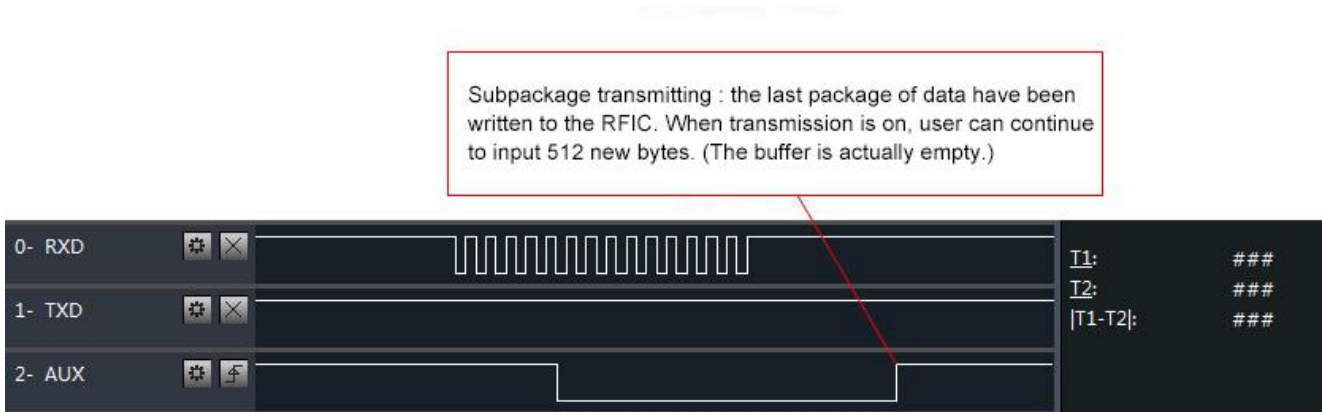 Subpackage transmitting : the last package of data have been
written to the RFIC. When transmission is on, user can continue
to input 512 new bytes. (The buffer is actually empty.)
0- RXD
1- TXD
2- AUX
T1: ###
T2: ###
|T1-T2|: ###